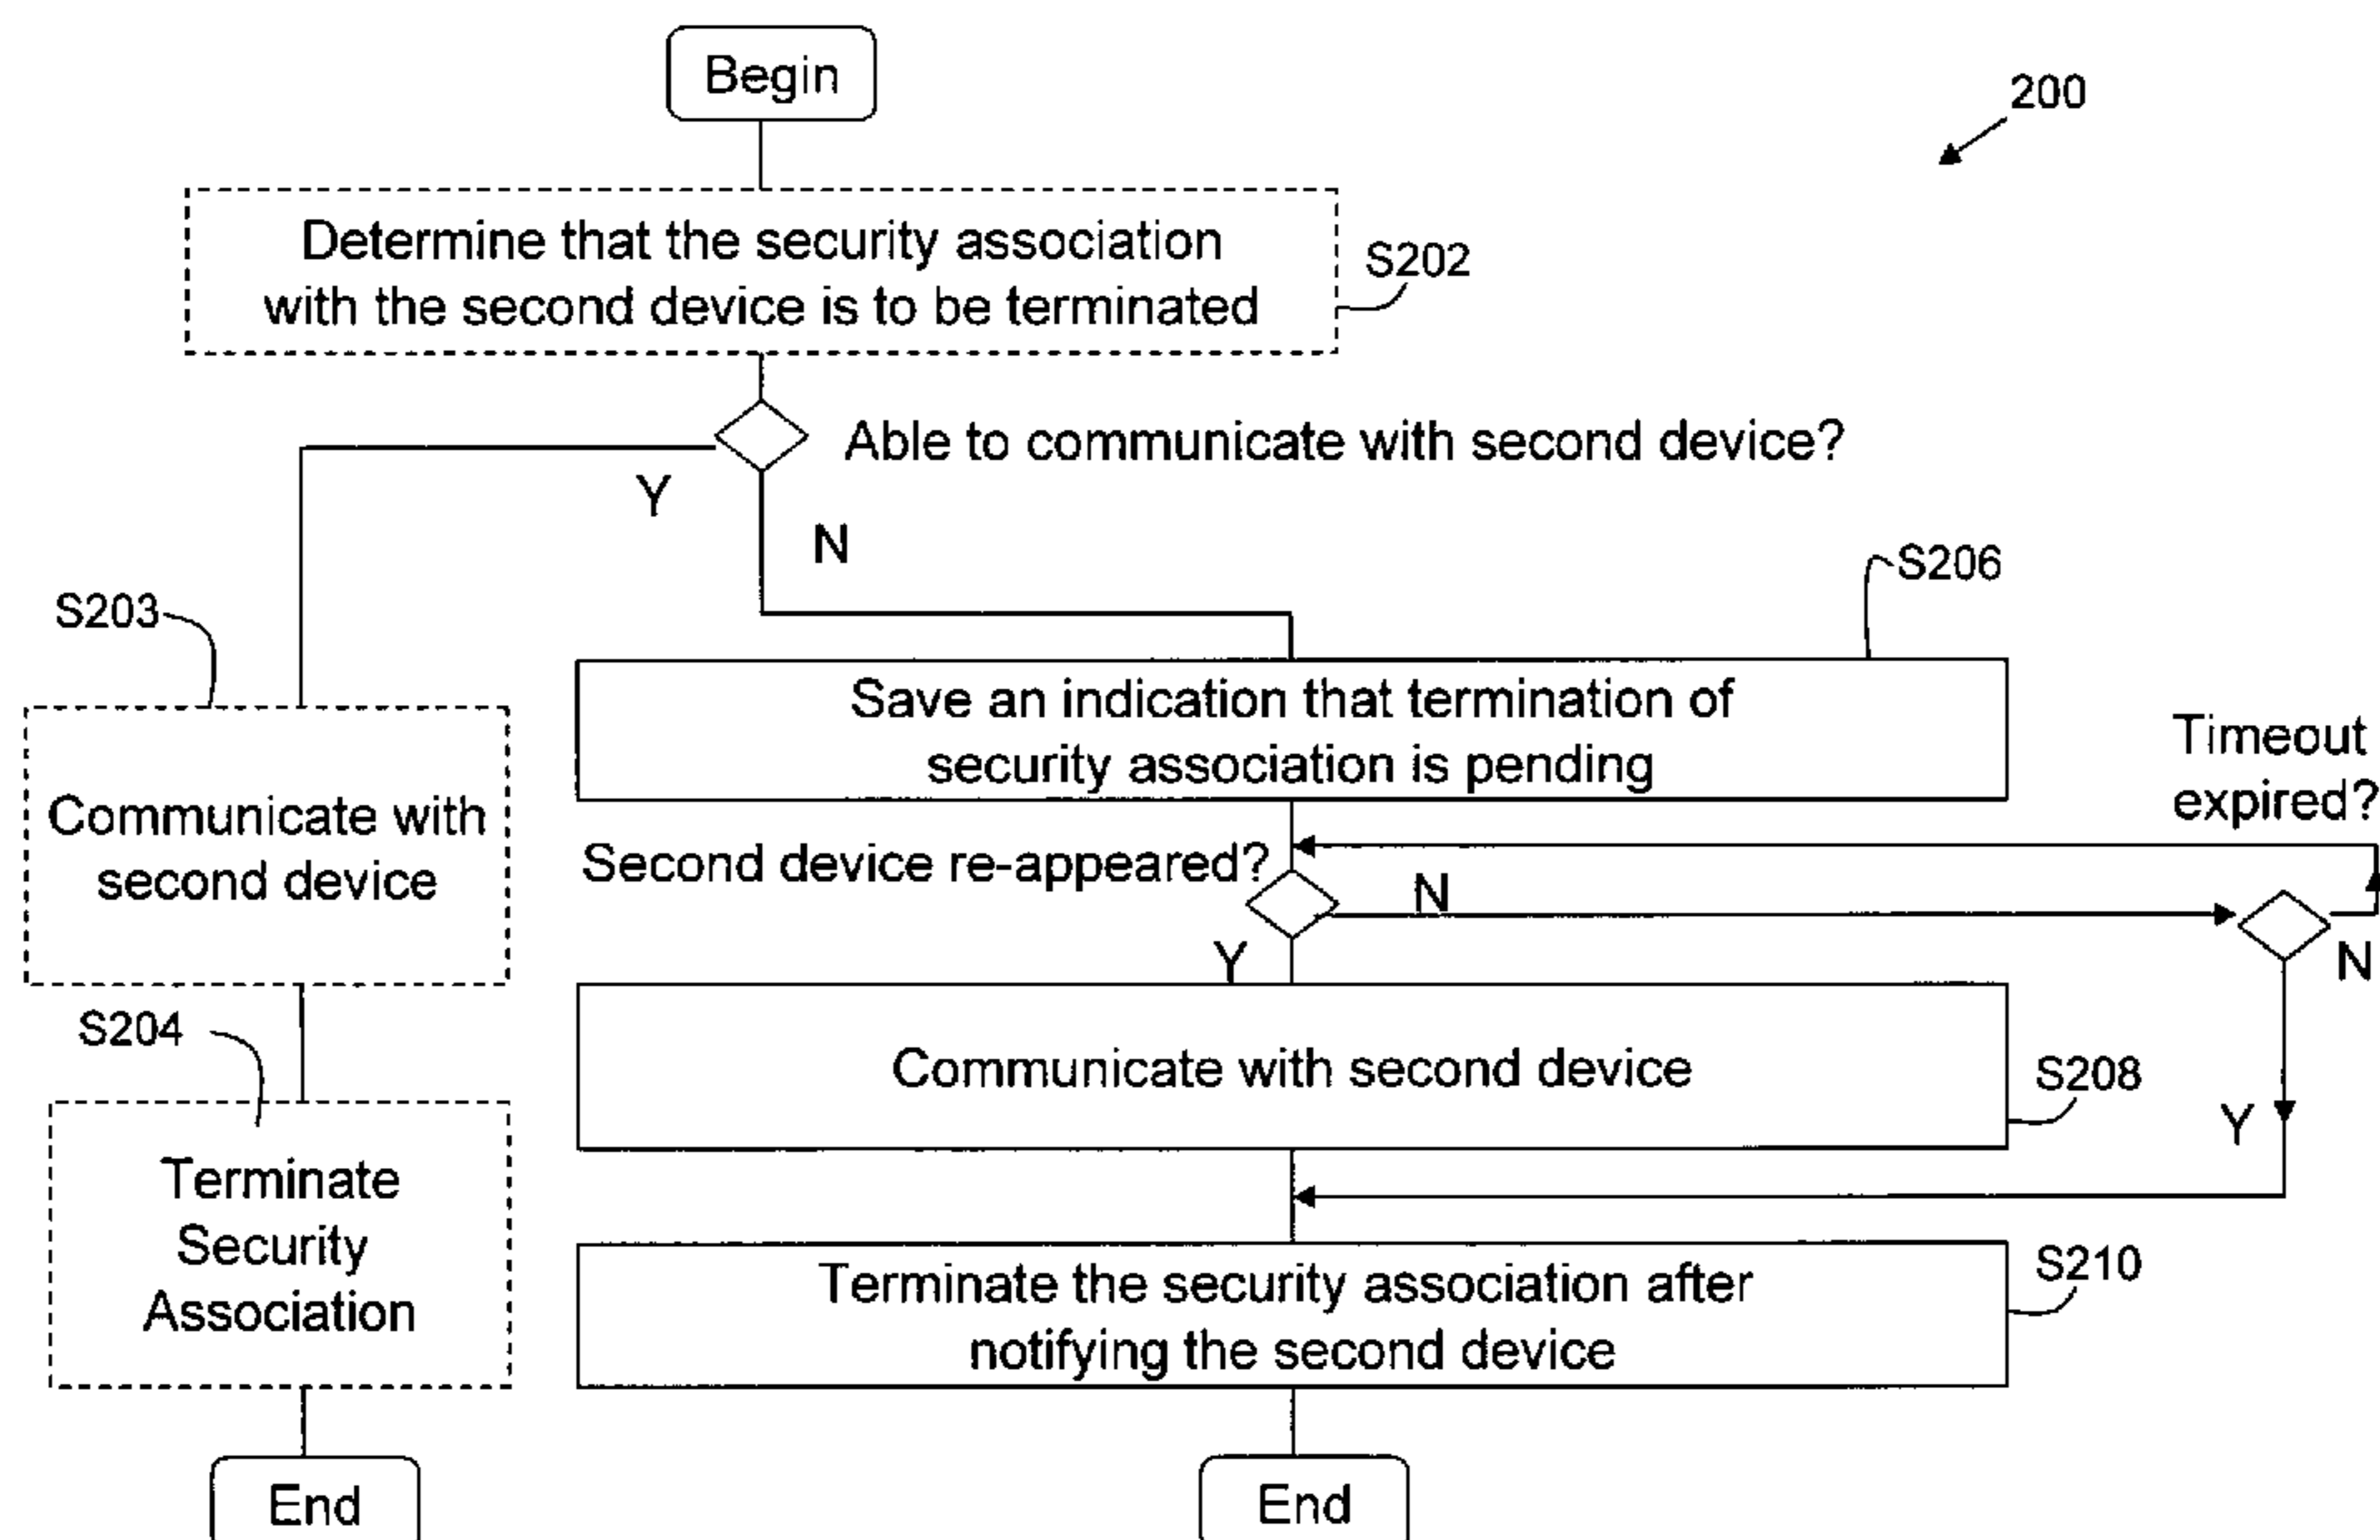 Begin
200
Determine that the security association
with the second device is to be terminated
S202
Able to communicate with second device?
Y
N
S206
S203
Save an indication that termination of
security association is pending
Timeout
expired?
Communicate with
second device
Second device re-appeared?
N
Y
N
S204
Communicate with second device
S208
Y
Terminate
Security
Association
Terminate the security association after
notifying the second device
S210
End
End